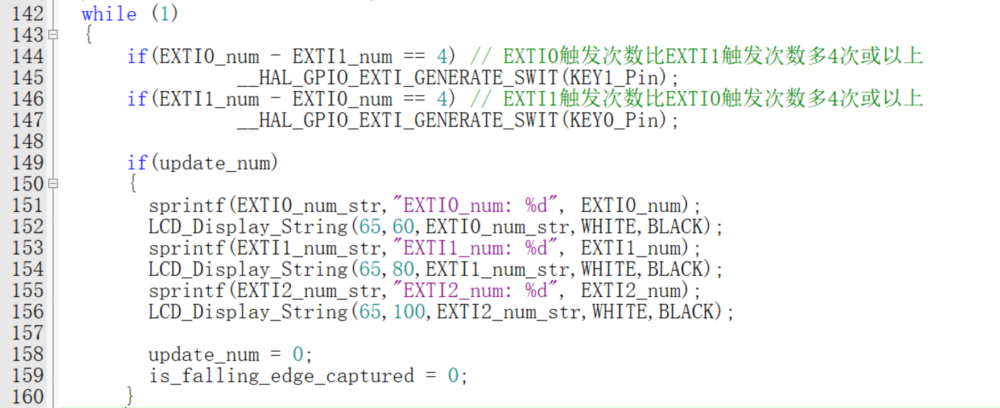 142 while (1)
143 {
144 if(EXTI0_num - EXTI1_num == 4) // EXTI0触发次数比EXTI1触发次数多4次或以上
145 __HAL_GPIO_EXTI_GENERATE_SWIT(KEY1_Pin);
146 if(EXTI1_num - EXTI0_num == 4) // EXTI1触发次数比EXTI0触发次数多4次或以上
147 __HAL_GPIO_EXTI_GENERATE_SWIT(KEY0_Pin);
148
149 if(update_num)
150 {
151 sprintf(EXTI0_num_str,"EXTI0_num: %d", EXTI0_num);
152 LCD_Display_String(65,60,EXTI0_num_str,WHITE,BLACK);
153 sprintf(EXTI1_num_str,"EXTI1_num: %d", EXTI1_num);
154 LCD_Display_String(65,80,EXTI1_num_str,WHITE,BLACK);
155 sprintf(EXTI2_num_str,"EXTI2_num: %d", EXTI2_num);
156 LCD_Display_String(65,100,EXTI2_num_str,WHITE,BLACK);
157
158 update_num = 0;
159 is_falling_edge_captured = 0;
160 }